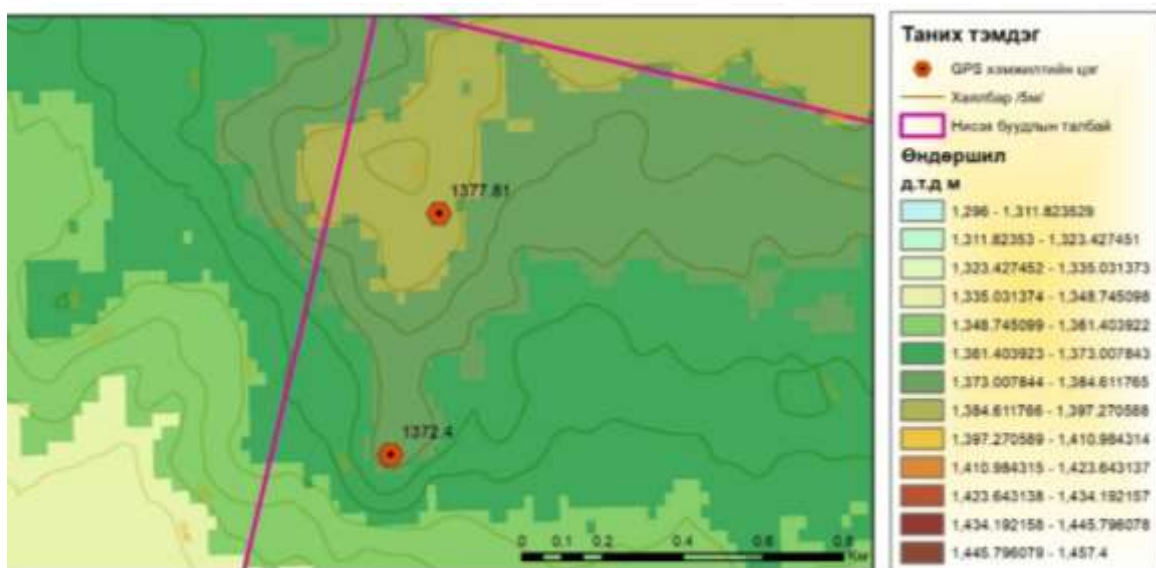 1377.81
1372.4
0 0.1 0.2 0.4 0.6 0.8
Км
Таних тэмдэг
GPS хэмжилтийн цэг
Хаялбар /5м/
Нисэх буудлын талбай
Өндөршил
д.т.д м
1,296 - 1,311.823529
1,311.82353 - 1,323.427451
1,323.427452 - 1,335.031373
1,335.031374 - 1,348.745098
1,348.745099 - 1,361.403922
1,361.403923 - 1,373.007843
1,373.007844 - 1,384.611765
1,384.611766 - 1,397.270588
1,397.270589 - 1,410.984314
1,410.984315 - 1,423.643137
1,423.643138 - 1,434.192157
1,434.192158 - 1,445.796078
1,445.796079 - 1,457.4